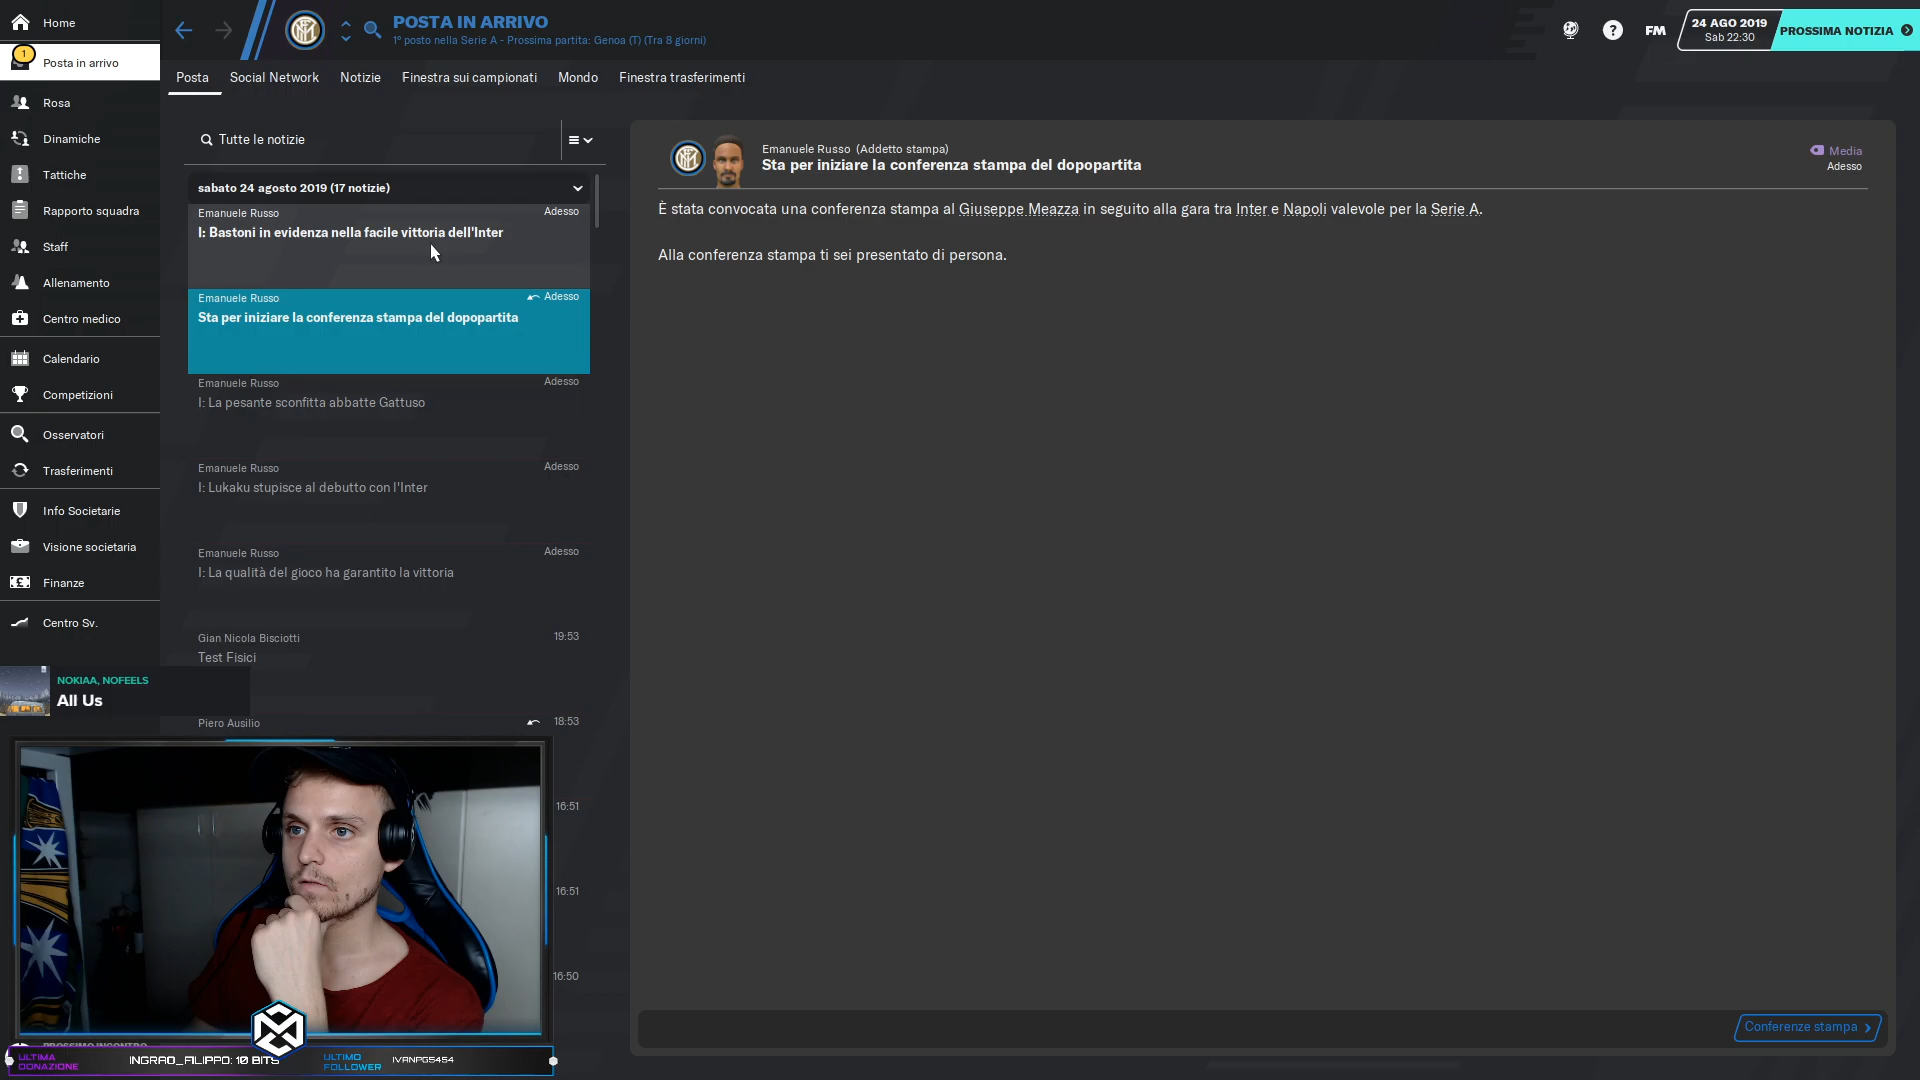 Home
1
Posta in arrivo
Rosa
Dinamiche
Tattiche
Rapporto squadra
Staff
Allenamento
Centro medico
Calendario
Competizioni
Osservatori
Trasferimenti
Info Societarie
Visione societaria
Finanze
Centro Sv.
POSTA IN ARRIVO
1° posto nella Serie A - Prossima partita: Genoa (T) (Tra 8 giorni)
FM
24 AGO 2019
Sab 22:30
PROSSIMA NOTIZIA
Posta
Social Network
Notizie
Finestra sui campionati
Mondo
Finestra trasferimenti
Tutte le notizie
sabato 24 agosto 2019 (17 notizie)
Emanuele Russo
Adesso
I: Bastoni in evidenza nella facile vittoria dell'Inter
Emanuele Russo
Adesso
Sta per iniziare la conferenza stampa del dopopartita
Emanuele Russo
Adesso
I: La pesante sconfitta abbatte Gattuso
Emanuele Russo
Adesso
I: Lukaku stupisce al debutto con l'Inter
Emanuele Russo
Adesso
I: La qualità del gioco ha garantito la vittoria
Gian Nicola Bisciotti
19:53
Test Fisici
Piero Ausilio
18:53
16:51
16:51
16:50
Emanuele Russo (Addetto stampa)
Sta per iniziare la conferenza stampa del dopopartita
Media
Adesso
È stata convocata una conferenza stampa al Giuseppe Meazza in seguito alla gara tra Inter e Napoli valevole per la Serie A.
Alla conferenza stampa ti sei presentato di persona.
Conferenze stampa
NOKIAA, NOFEELS
All Us
ULTIMA
DONAZIONE
INGRAO_FILIPPO: 10 BITS
ULTIMO
FOLLOWER
IVANPG5454